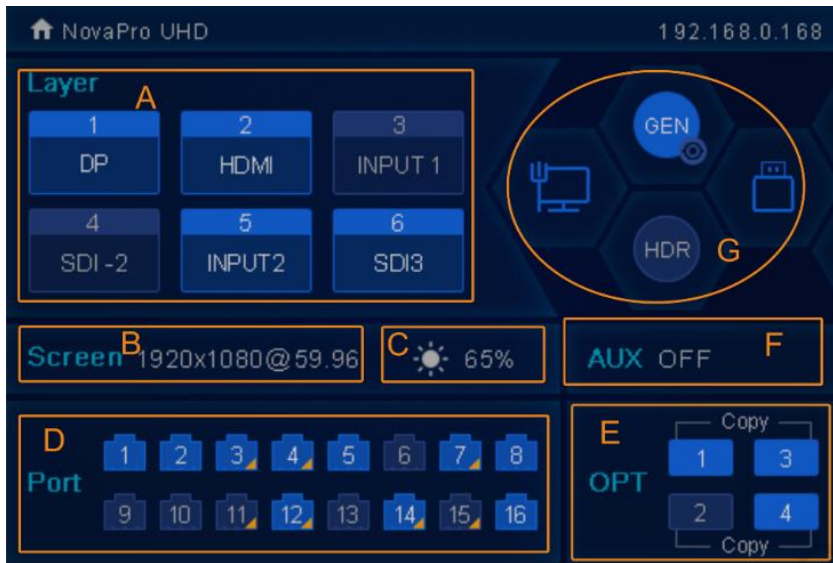 NovaPro UHD 192.168.0.168
Layer A
1 2 3
DP HDMI INPUT 1
4 5 6
SDI-2 INPUT2 SDI3
GEN
HDR G
Screen B 1920x1080@59.96 C 65% AUX OFF F
D
Port
1 2 3 4 5 6 7 8
9 10 11 12 13 14 15 16
E
OPT
Copy
1 3
2 4
Copy